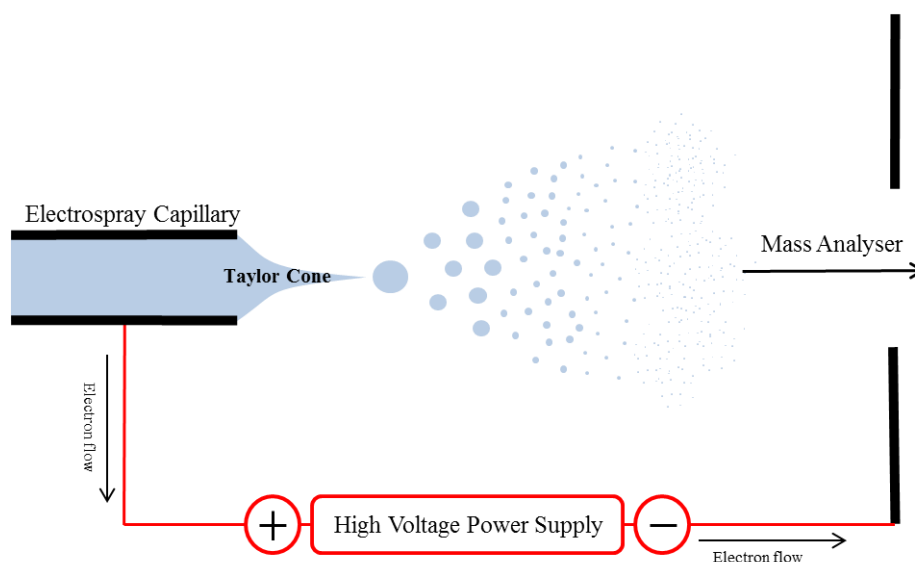 Electrospray Capillary
Taylor Cone
Mass Analyser
Electron flow
+
High Voltage Power Supply
−
Electron flow